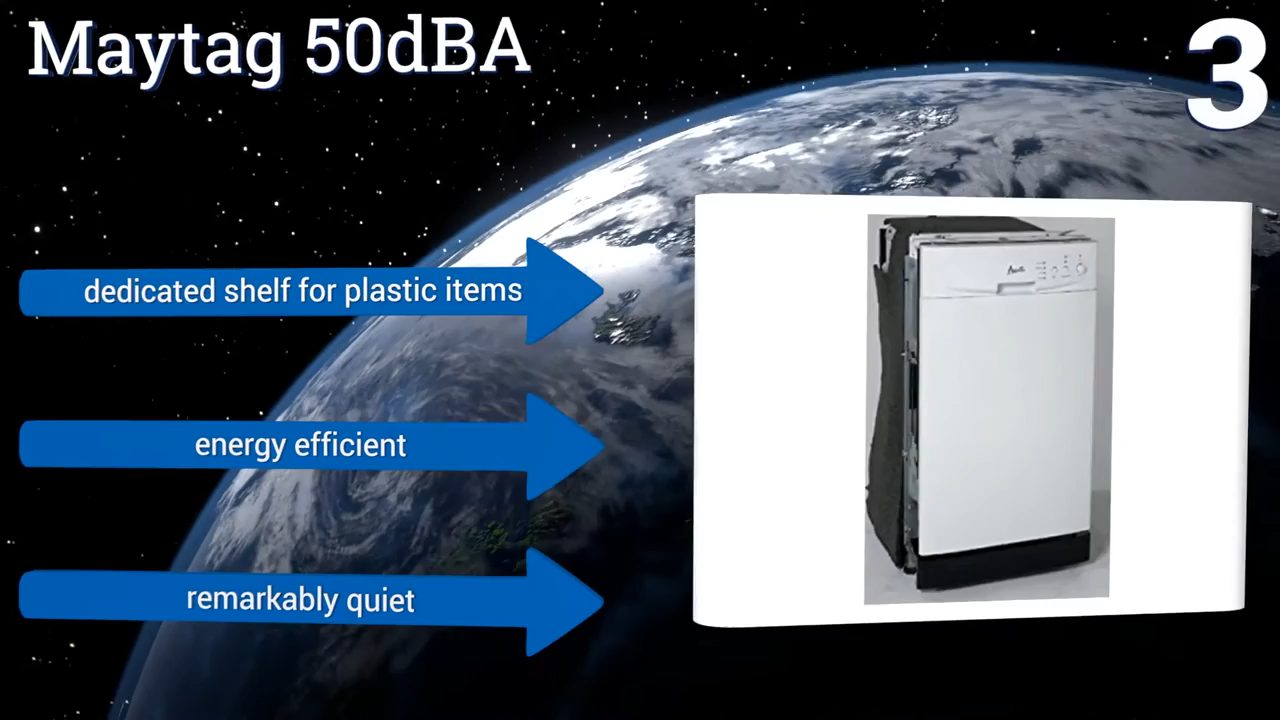 Maytag 50dBA
3
dedicated shelf for plastic items
energy efficient
remarkably quiet